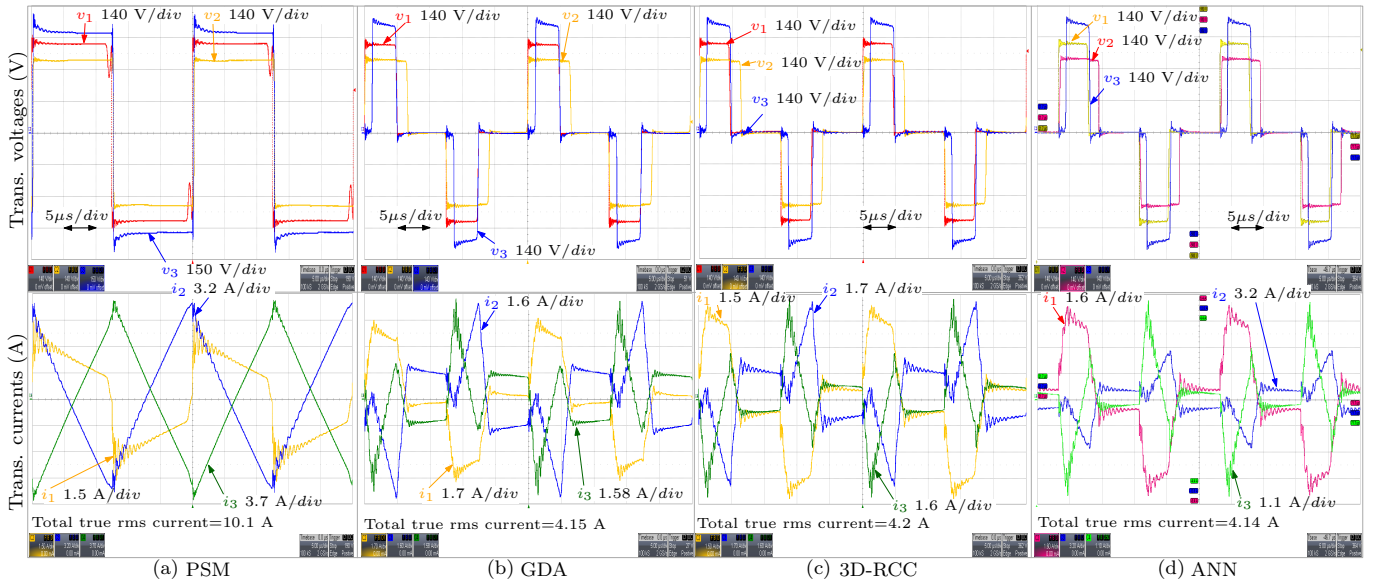 Trans. voltages (V)
v1 140 V/div
v2 140 V/div
5μs/div
v3 150 V/div
v1 140 V/div
v2 140 V/div
5μs/div
v3 140 V/div
v1 140 V/div
v2 140 V/div
v3 140 V/div
5μs/div
v1 140 V/div
v2 140 V/div
v3 140 V/div
5μs/div
Trans. currents (A)
i2 3.2 A/div
i1 1.5 A/div
i3 3.7 A/div
Total true rms current=10.1 A
i2 1.6 A/div
i1 1.7 A/div
i3 1.58 A/div
Total true rms current=4.15 A
i1 1.5 A/div
i2 1.7 A/div
i3 1.6 A/div
Total true rms current=4.2 A
i1 1.6 A/div
i2 3.2 A/div
i3 1.1 A/div
Total true rms current=4.14 A
(a) PSM
(b) GDA
(c) 3D-RCC
(d) ANN